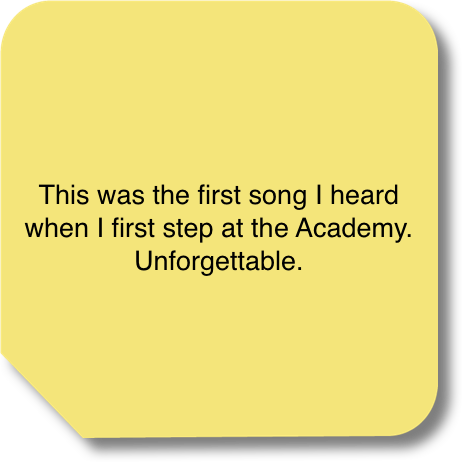 This was the first song I heard
when I first step at the Academy.
Unforgettable.